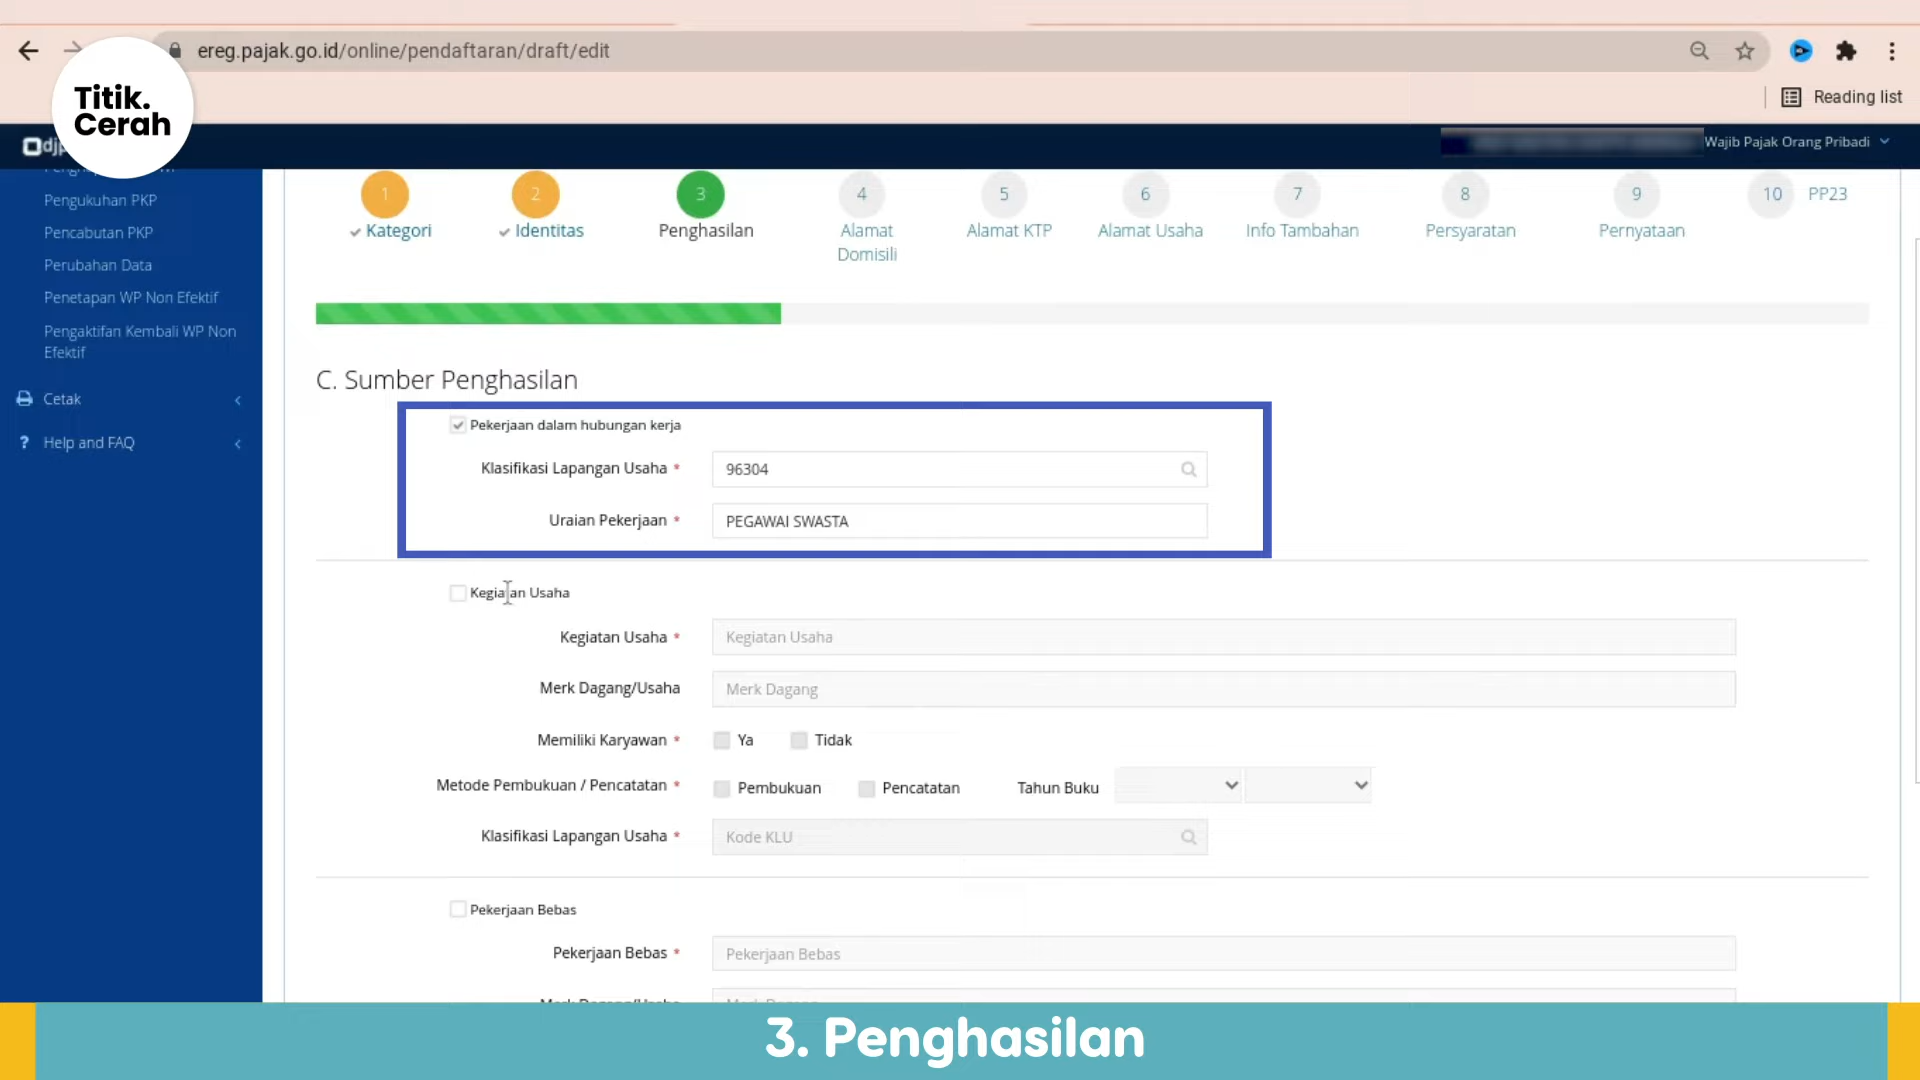 ereg.pajak.go.id/online/pendaftaran/draft/edit
Reading list
Titik.
Cerah
Wajib Pajak Orang Pribadi
Pengukuhan PKP
Pencabutan PKP
Perubahan Data
Penetapan WP Non Efektif
Pengaktifan Kembali WP Non
Efektif
Cetak
Help and FAQ
1 2 3 4 5 6 7 8 9 10 PP23
Kategori Identitas Penghasilan Alamat Domisili Alamat KTP Alamat Usaha Info Tambahan Persyaratan Pernyataan
C. Sumber Penghasilan
Pekerjaan dalam hubungan kerja
Klasifikasi Lapangan Usaha * 96304
Uraian Pekerjaan * PEGAWAI SWASTA
Kegiatan Usaha
Kegiatan Usaha * Kegiatan Usaha
Merk Dagang/Usaha Merk Dagang
Memiliki Karyawan * Ya Tidak
Metode Pembukuan / Pencatatan * Pembukuan Pencatatan Tahun Buku
Klasifikasi Lapangan Usaha * Kode KLU
Pekerjaan Bebas
Pekerjaan Bebas * Pekerjaan Bebas
3. Penghasilan